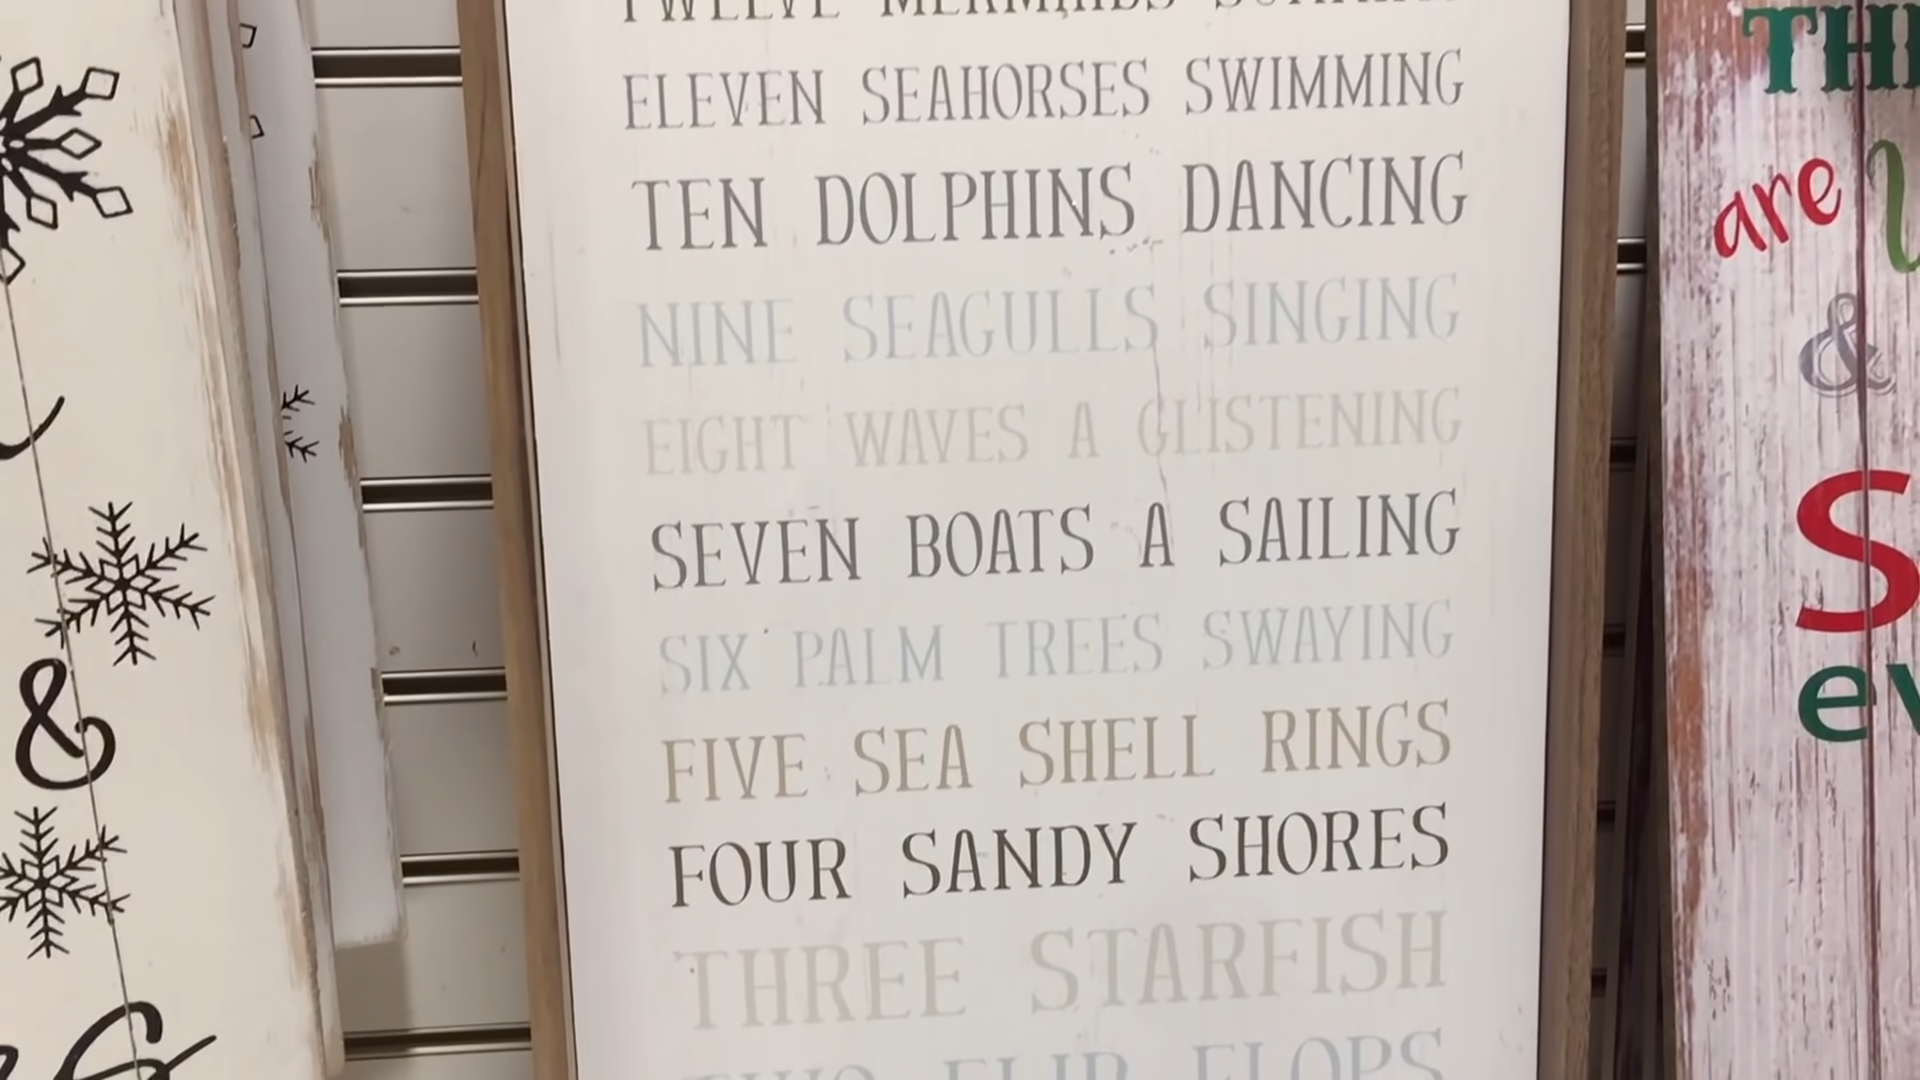 TWELVE MERMAIDS
ELEVEN SEAHORSES SWIMMING
TEN DOLPHINS DANCING
NINE SEAGULLS SINGING
EIGHT WAVES A GLISTENING
SEVEN BOATS A SAILING
SIX PALM TREES SWAYING
FIVE SEA SHELL RINGS
FOUR SANDY SHORES
THREE STARFISH
TWO FLIP FLOPS
&
are
&